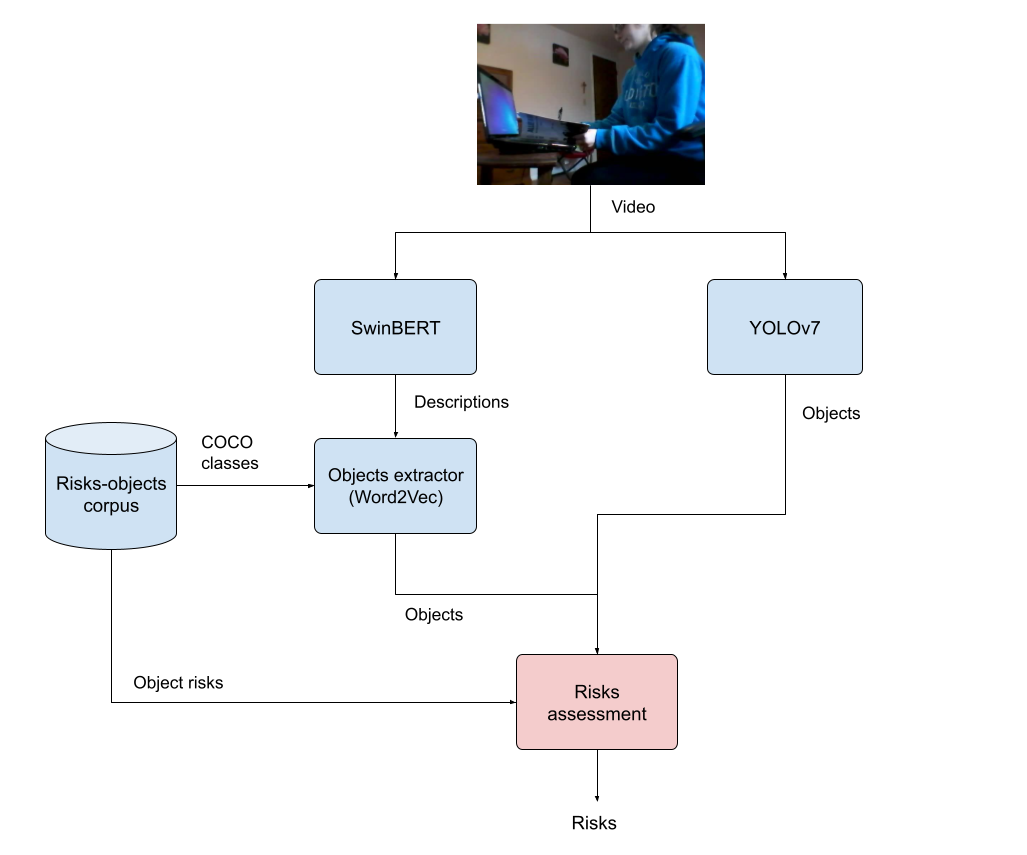 Video
SwinBERT
YOLOv7
Descriptions
Objects
COCO
classes
Risks-objects
corpus
Objects extractor
(Word2Vec)
Objects
Object risks
Risks
assessment
Risks